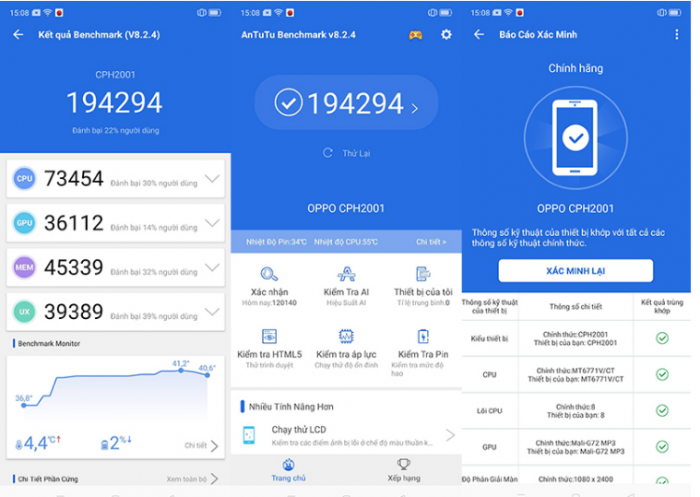 15:08
Kết quả Benchmark (V8.2.4)
CPH2001
194294
Đánh bại 22% người dùng
CPU 73454 Đánh bại 30% người dùng
GPU 36112 Đánh bại 14% người dùng
MEM 45339 Đánh bại 32% người dùng
UX 39389 Đánh bại 39% người dùng
Benchmark Monitor
36,8°
41,2°
40,6°
4,4°C↑
2%↓
Chi tiết >
Chi Tiết Phần Cứng
Xem toàn bộ >
15:08
AnTuTu Benchmark v8.2.4
194294 >
Thử Lại
OPPO CPH2001
Nhiệt Độ Pin:34°C Nhiệt độ CPU:55°C Chi tiết >
Xác nhận
Hôm nay:120140
Kiểm Tra AI
Hiệu Suất AI
Thiết bị của tôi
Tỉ lệ trung bình:0
Kiểm tra HTML5
Thử trình duyệt
Kiểm tra áp lực
Chạy thử độ ổn định
Kiểm Tra Pin
Kiểm tra mức độ
hao
Nhiều Tính Năng Hơn
Chạy thử LCD
Kiểm tra các điểm ảnh bị lỗi ở chế độ màu thuần k...
Trang chủ
Xếp hạng
15:08
Báo Cáo Xác Minh
Chính hãng
OPPO CPH2001
Thông số kỹ thuật của thiết bị khớp với tất cả các
thông số kỹ thuật chính thức.
XÁC MINH LẠI
Thông số kỹ thuật
của thiết bị
Thông số chi tiết
Kết quả trùng
khớp
Kiểu thiết bị
Chính thức:CPH2001
Thiết bị của bạn: CPH2001
CPU
Chính thức:MT6771V/CT
Thiết bị của bạn: MT6771V/CT
Lõi CPU
Chính thức:8
Thiết bị của bạn: 8
GPU
Chính thức:Mali-G72 MP3
Thiết bị của bạn:Mali-G72 MP3
Độ Phân Giải Màn
Chính thức:1080 x 2400